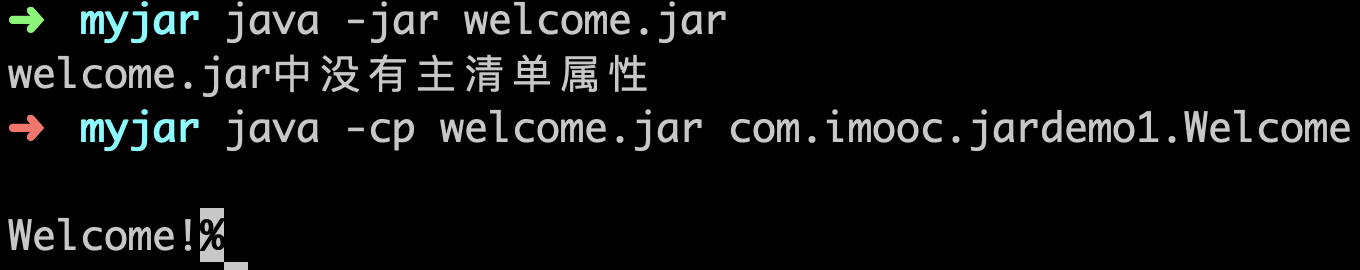 ➜ myjar java -jar welcome.jar
welcome.jar中没有主清单属性
➜ myjar java -cp welcome.jar com.imooc.jardemo1.Welcome
Welcome!%